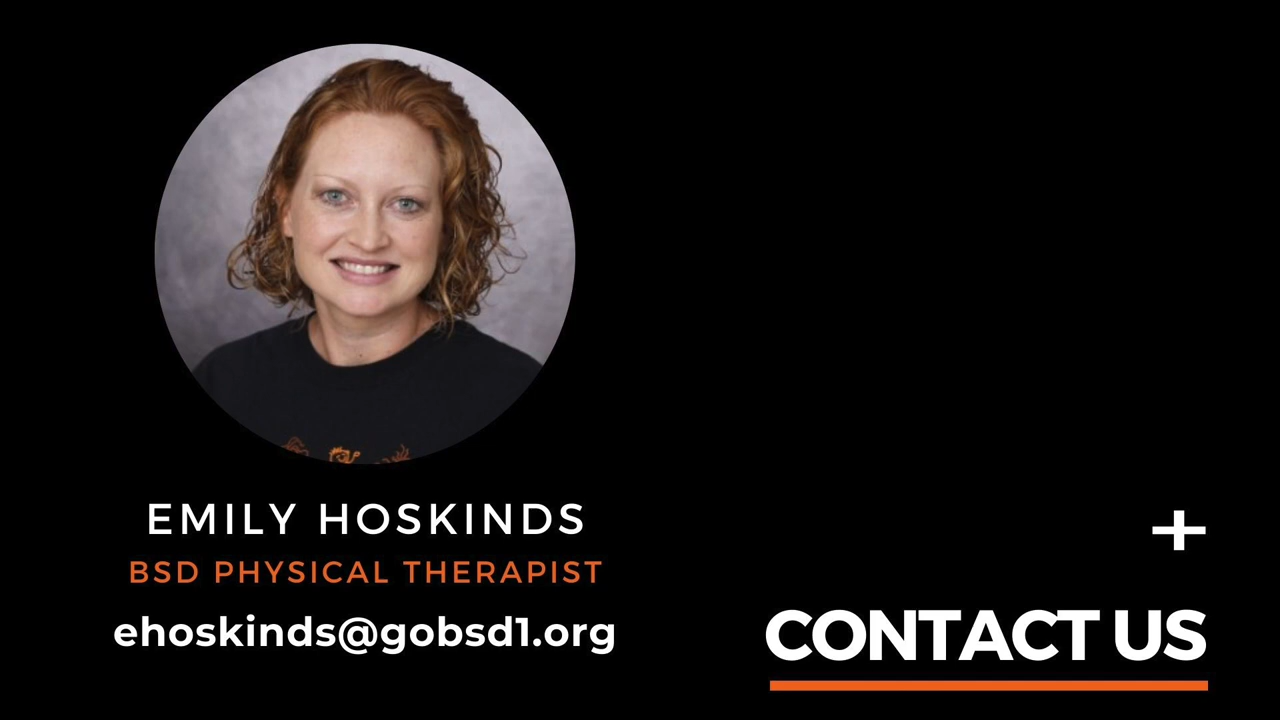 EMILY HOSKINDS
BSD PHYSICAL THERAPIST
ehoskinds@gobsd1.org
+
CONTACT US